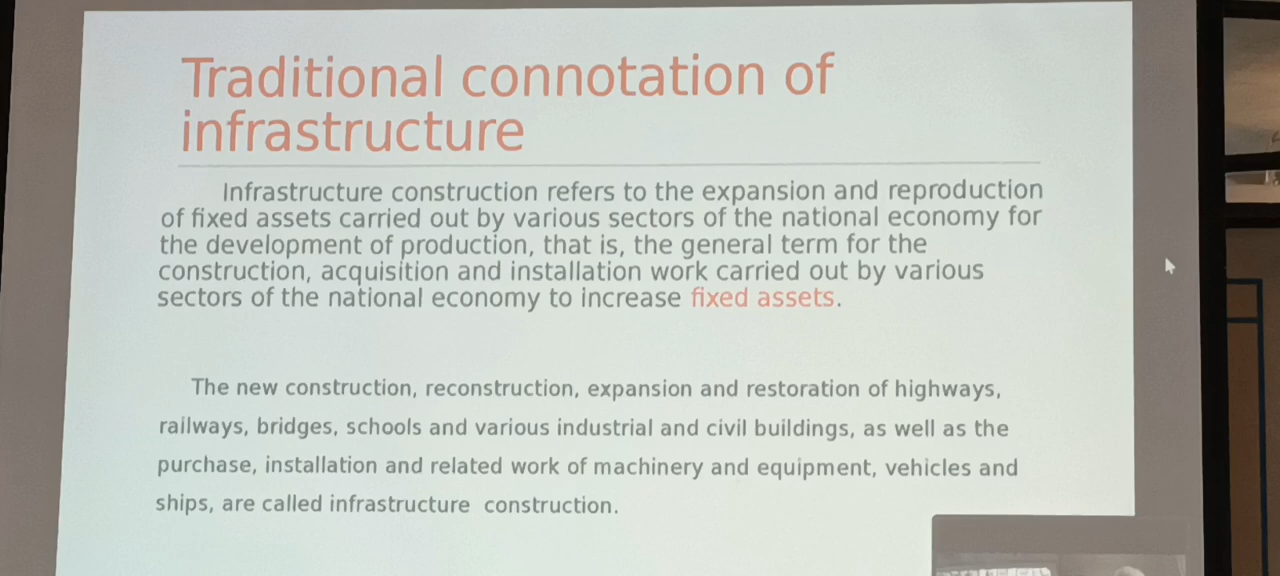 Traditional connotation of
infrastructure
Infrastructure construction refers to the expansion and reproduction
of fixed assets carried out by various sectors of the national economy for
the development of production, that is, the general term for the
construction, acquisition and installation work carried out by various
sectors of the national economy to increase fixed assets.
The new construction, reconstruction, expansion and restoration of highways,
railways, bridges, schools and various industrial and civil buildings, as well as the
purchase, installation and related work of machinery and equipment, vehicles and
ships, are called infrastructure construction.